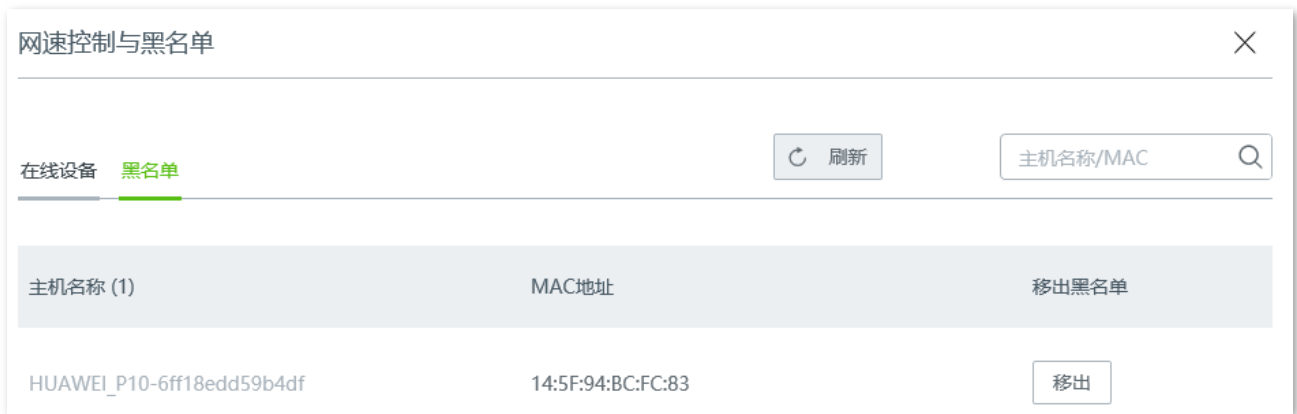 网速控制与黑名单
在线设备 黑名单 刷新 主机名称/MAC
主机名称 (1) MAC地址 移出黑名单
HUAWEI_P10-6ff18edd59b4df 14:5F:94:BC:FC:83 移出